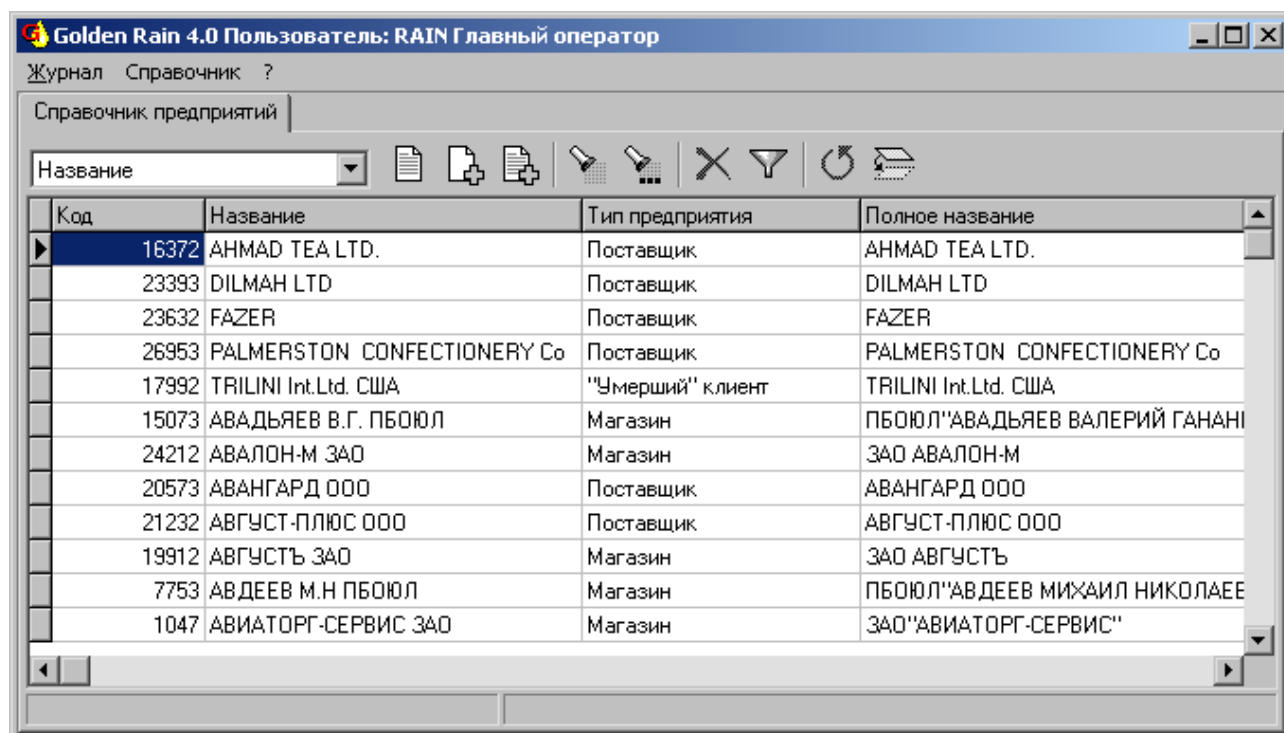 Golden Rain 4.0 Пользователь: RAIN Главный оператор
Журнал Справочник ?
Справочник предприятий
Название
Код Название Тип предприятия Полное название
16372 AHMAD TEA LTD. Поставщик AHMAD TEA LTD.
23393 DILMAH LTD Поставщик DILMAH LTD
23632 FAZER Поставщик FAZER
26953 PALMERSTON CONFECTIONERY Co Поставщик PALMERSTON CONFECTIONERY Co
17992 TRILINI Int.Ltd. США "Умерший" клиент TRILINI Int.Ltd. США
15073 АВАДЬЯЕВ В.Г. ПБОЮЛ Магазин ПБОЮЛ"АВАДЬЯЕВ ВАЛЕРИЙ ГАНАН
24212 АВАЛОН-М ЗАО Магазин ЗАО АВАЛОН-М
20573 АВАНГАРД ООО Поставщик АВАНГАРД ООО
21232 АВГУСТ-ПЛЮС ООО Поставщик АВГУСТ-ПЛЮС ООО
19912 АВГУСТЪ ЗАО Магазин ЗАО АВГУСТЪ
7753 АВДЕЕВ М.Н ПБОЮЛ Магазин ПБОЮЛ"АВДЕЕВ МИХАИЛ НИКОЛАЕ
1047 АВИАТОРГ-СЕРВИС ЗАО Магазин ЗАО"АВИАТОРГ-СЕРВИС"